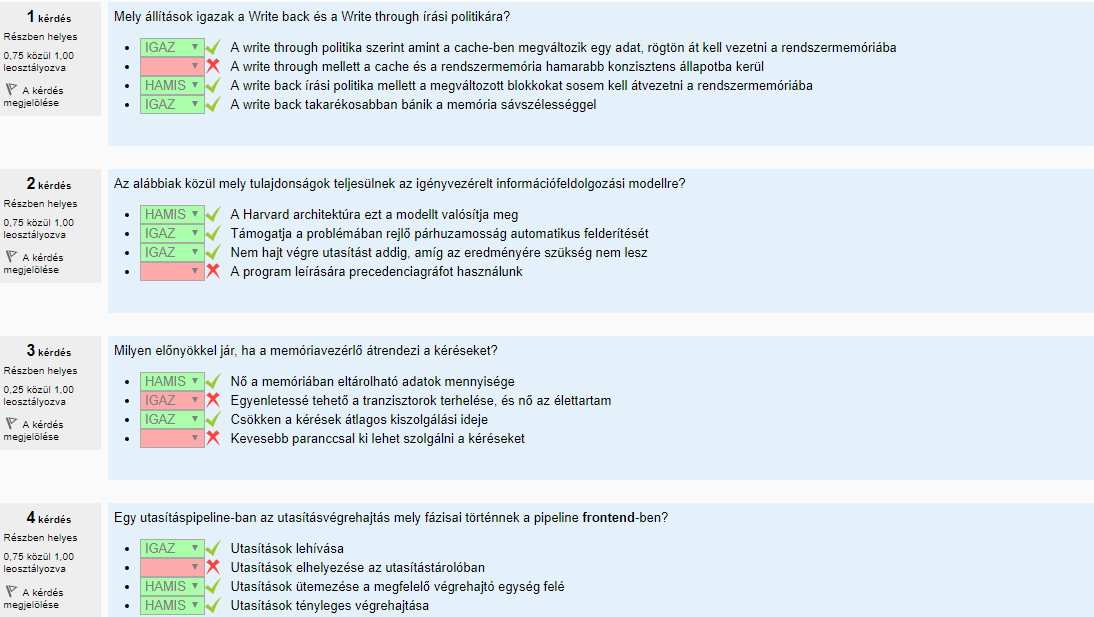 1 kérdés
Részben helyes
0,75 közül 1,00
leosztályozva
A kérdés
megjelölése
Mely állítások igazak a Write back és a Write through írási politikára?
IGAZ A write through politika szerint amint a cache-ben megváltozik egy adat, rögtön át kell vezetni a rendszermemóriába
A write through mellett a cache és a rendszermemória hamarabb konzisztens állapotba kerül
HAMIS A write back írási politika mellett a megváltozott blokkokat sosem kell átvezetni a rendszermemóriába
IGAZ A write back takarékosabban bánik a memória sávszélességgel
2 kérdés
Részben helyes
0,75 közül 1,00
leosztályozva
A kérdés
megjelölése
Az alábbiak közül mely tulajdonságok teljesülnek az igényvezérelt információfeldolgozási modellre?
HAMIS A Harvard architektúra ezt a modellt valósítja meg
IGAZ Támogatja a problémában rejlő párhuzamosság automatikus felderítését
IGAZ Nem hajt végre utasítást addig, amíg az eredményére szükség nem lesz
A program leírására precedenciagráfot használunk
3 kérdés
Részben helyes
0,25 közül 1,00
leosztályozva
A kérdés
megjelölése
Milyen előnyökkel jár, ha a memóriavezérlő átrendezi a kéréseket?
HAMIS Nő a memóriában eltárolható adatok mennyisége
IGAZ Egyenletessé tehető a tranzisztorok terhelése, és nő az élettartam
IGAZ Csökken a kérések átlagos kiszolgálási ideje
Kevesebb paranccsal ki lehet szolgálni a kéréseket
4 kérdés
Részben helyes
0,75 közül 1,00
leosztályozva
A kérdés
megjelölése
Egy utasításpipeline-ban az utasításvégrehajtás mely fázisai történnek a pipeline frontend-ben?
IGAZ Utasítások lehívása
Utasítások elhelyezése az utasítástárolóban
HAMIS Utasítások ütemezése a megfelelő végrehajtó egység felé
HAMIS Utasítások tényleges végrehajtása